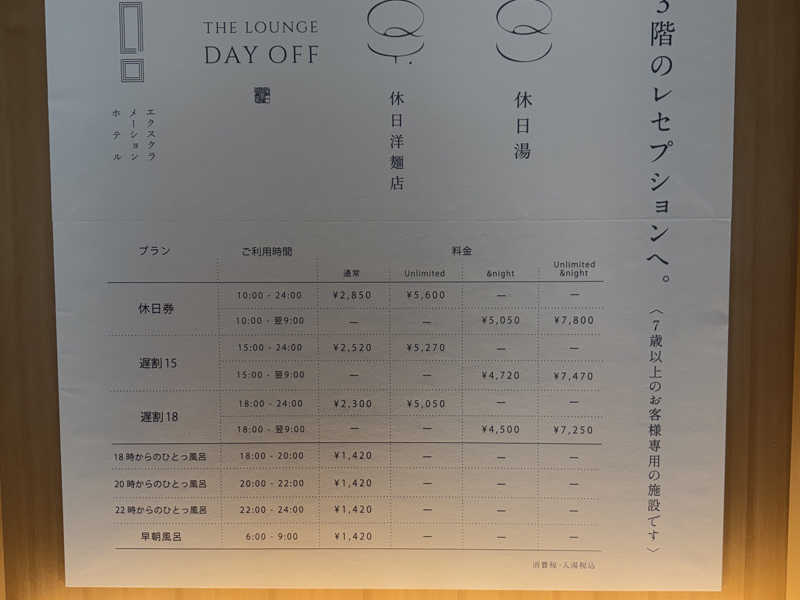 3階のレセプションへ。
〈7歳以上のお客様専用の施設です〉
休日湯
休日洋麺店
THE LOUNGE
DAY OFF
エクスクラ
メーション
ホテル
プラン ご利用時間 料金
通常 Unlimited &night Unlimited &night
休日券 10:00 - 24:00 ¥2,850 ¥5,600 — —
10:00 - 翌9:00 — — ¥5,050 ¥7,800
遅割15 15:00 - 24:00 ¥2,520 ¥5,270 — —
15:00 - 翌9:00 — — ¥4,720 ¥7,470
遅割18 18:00 - 24:00 ¥2,300 ¥5,050 — —
18:00 - 翌9:00 — — ¥4,500 ¥7,250
18時からのひとっ風呂 18:00 - 20:00 ¥1,420 — — —
20時からのひとっ風呂 20:00 - 22:00 ¥1,420 — — —
22時からのひとっ風呂 22:00 - 24:00 ¥1,420 — — —
早朝風呂 6:00 - 9:00 ¥1,420 — — —
消費税・入湯税込